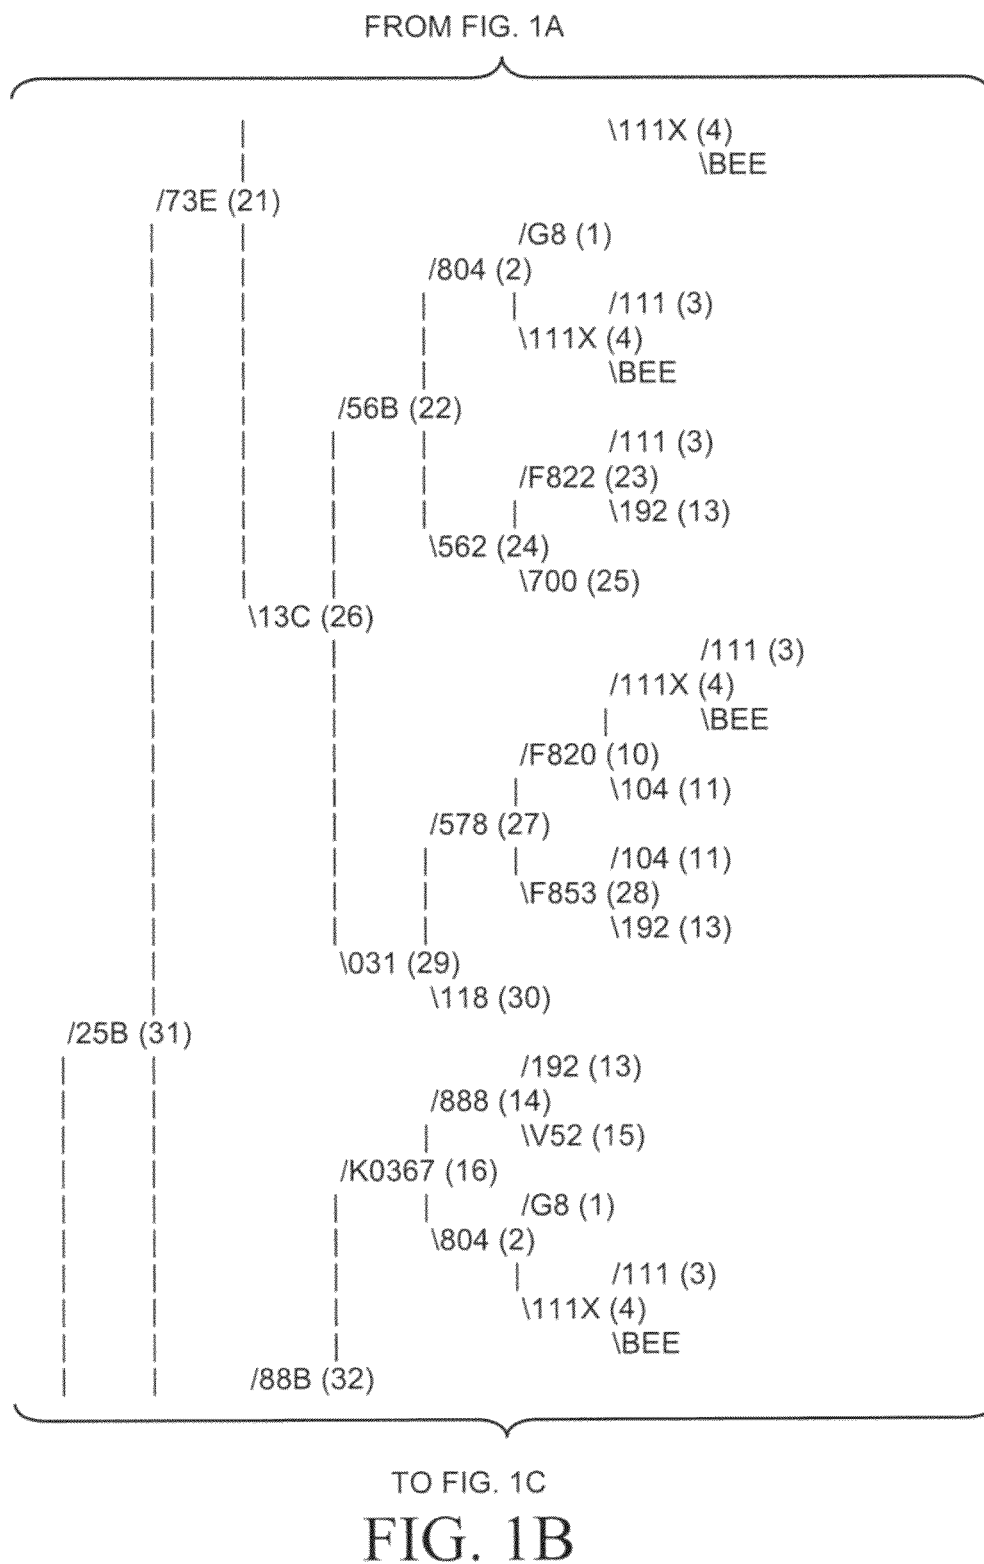 FROM FIG. 1A
\111X (4)
\BEE
/73E (21)
/G8 (1)
/804 (2)
/111 (3)
\111X (4)
\BEE
/56B (22)
/111 (3)
/F822 (23)
\192 (13)
\562 (24)
\700 (25)
\13C (26)
/111 (3)
/111X (4)
\BEE
/F820 (10)
\104 (11)
/578 (27)
/104 (11)
\F853 (28)
\192 (13)
\031 (29)
\118 (30)
/25B (31)
/192 (13)
/888 (14)
\V52 (15)
/K0367 (16)
/G8 (1)
\804 (2)
/111 (3)
\111X (4)
\BEE
/88B (32)
TO FIG. 1C
FIG. 1B